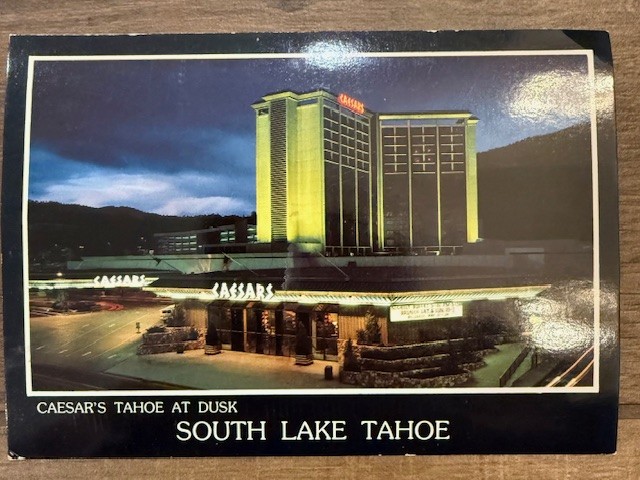 CAESARS
CAESARS
CAESARS
CAESAR'S TAHOE AT DUSK
SOUTH LAKE TAHOE